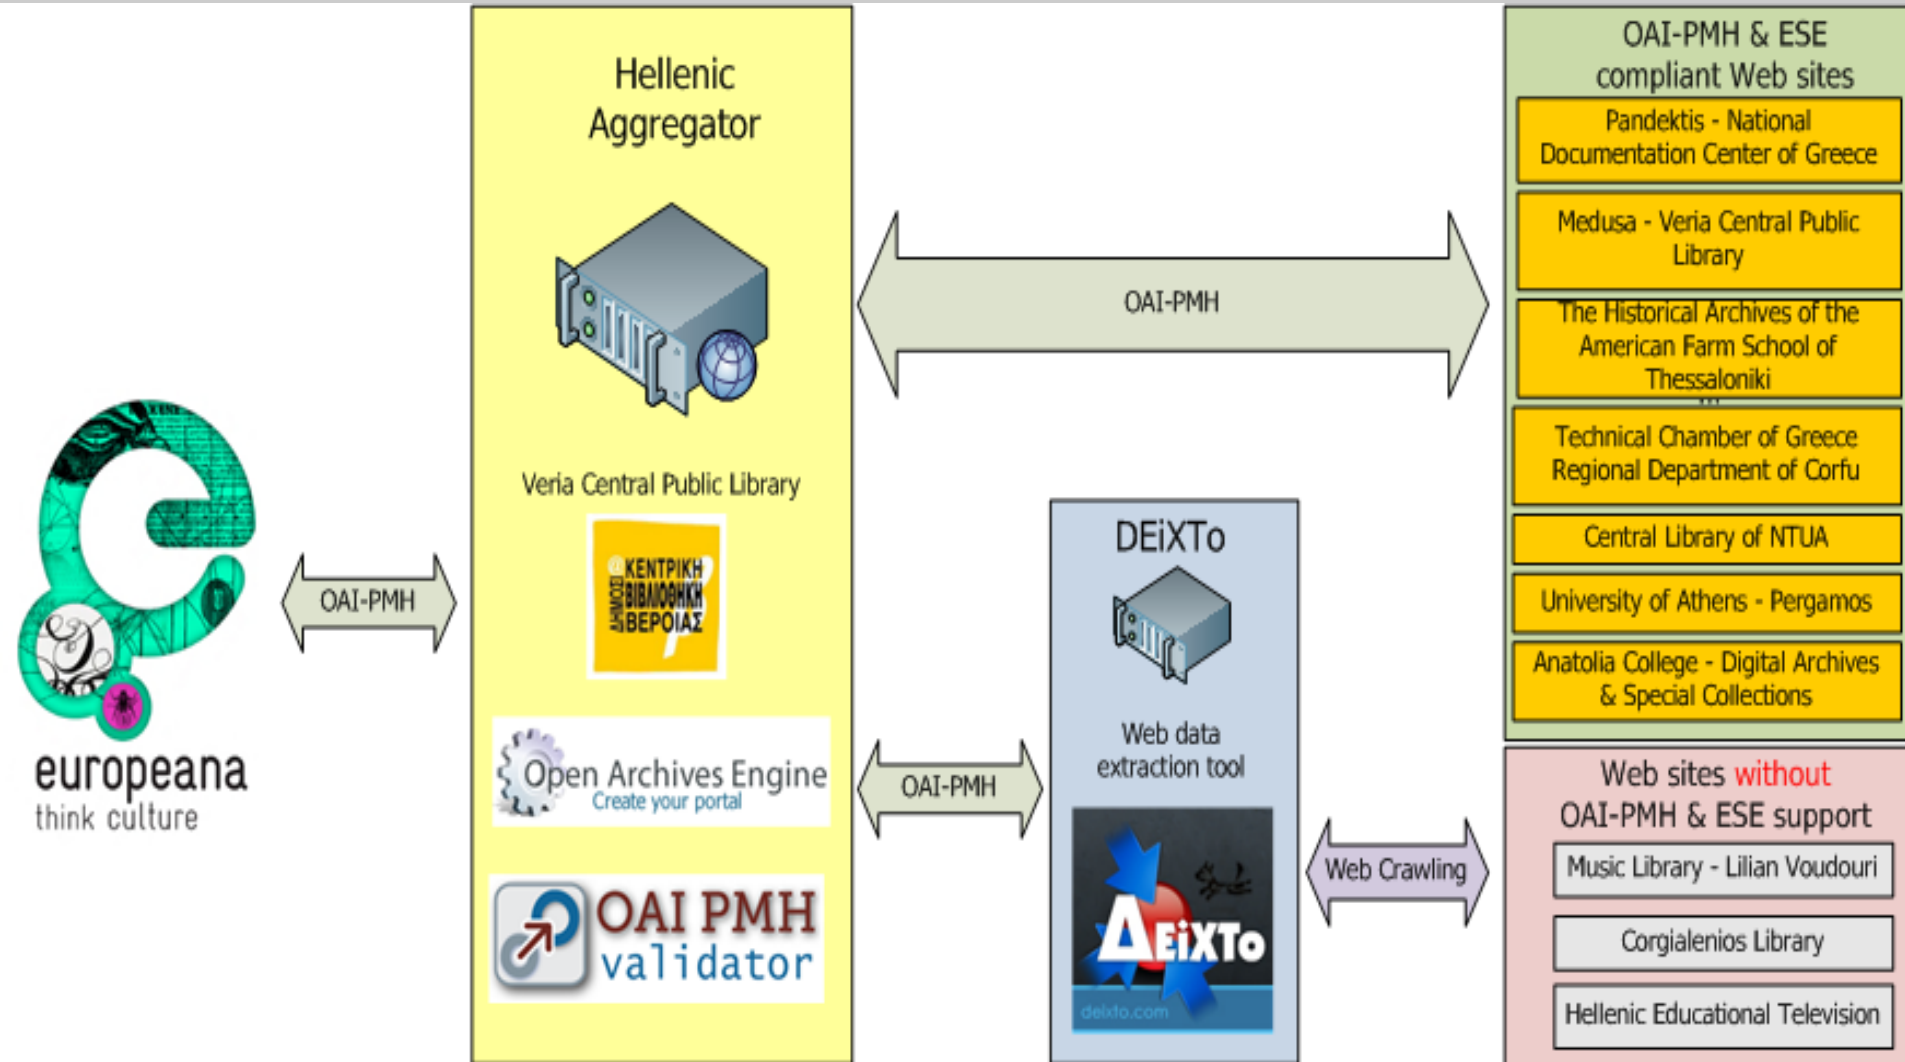 europeana
think culture
OAI-PMH
Hellenic
Aggregator
Veria Central Public Library
ΔΗΜΟΣΙΑ
ΚΕΝΤΡΙΚΗ
ΒΙΒΛΙΟΘΗΚΗ
ΒΕΡΟΙΑΣ
Open Archives Engine
Create your portal
OAI PMH
validator
OAI-PMH
OAI-PMH
DEiXTo
Web data
extraction tool
ΔEiXTo
deixto.com
Web Crawling
OAI-PMH & ESE
compliant Web sites
Pandektis - National
Documentation Center of Greece
Medusa - Veria Central Public
Library
The Historical Archives of the
American Farm School of
Thessaloniki
...
Technical Chamber of Greece
Regional Department of Corfu
Central Library of NTUA
University of Athens - Pergamos
Anatolia College - Digital Archives
& Special Collections
Web sites without
OAI-PMH & ESE support
Music Library - Lilian Voudouri
Corgialenios Library
Hellenic Educational Television